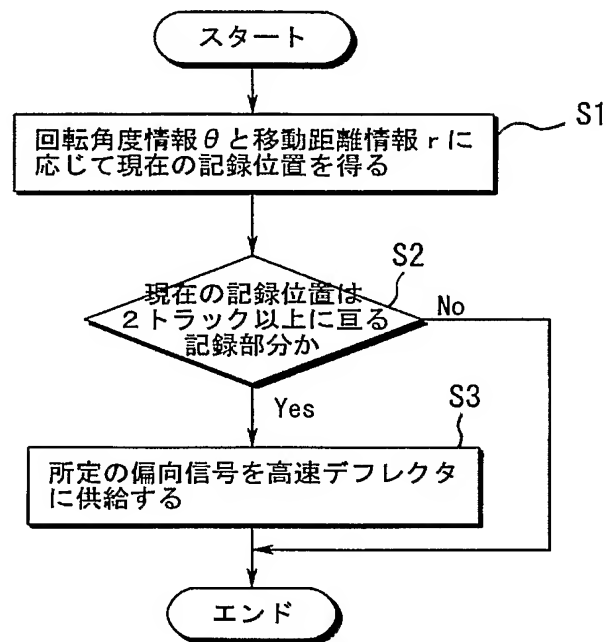 スタート
S1
回転角度情報θと移動距離情報rに
応じて現在の記録位置を得る
S2
現在の記録位置は
2トラック以上に亘る
記録部分か
No
Yes
S3
所定の偏向信号を高速デフレクタ
に供給する
エンド